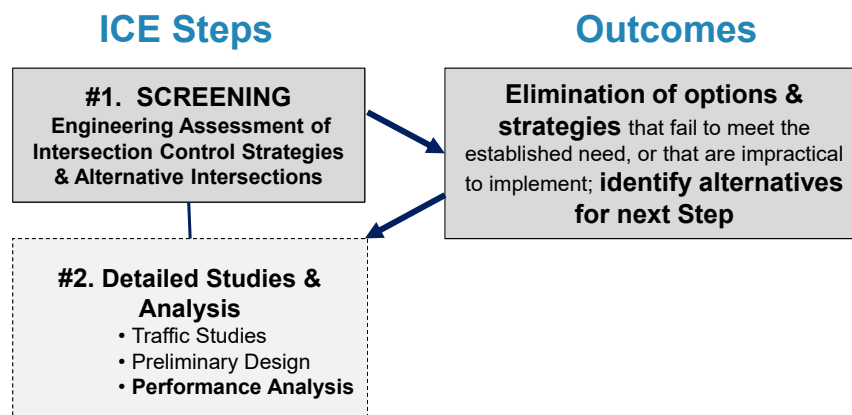 ICE Steps
Outcomes
#1. SCREENING
Engineering Assessment of
Intersection Control Strategies
& Alternative Intersections
Elimination of options &
strategies that fail to meet the
established need, or that are impractical
to implement; identify alternatives
for next Step
#2. Detailed Studies &
Analysis
• Traffic Studies
• Preliminary Design
• Performance Analysis